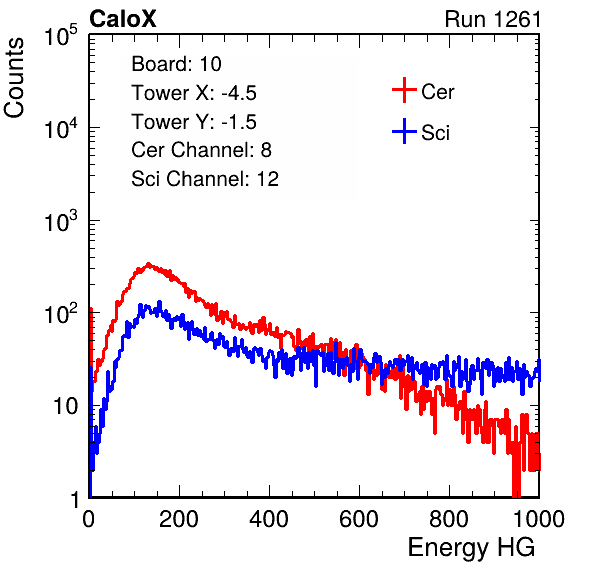 CaloX Run 1261
Counts
Board: 10
Tower X: -4.5
Tower Y: -1.5
Cer Channel: 8
Sci Channel: 12
Cer
Sci
10^5
10^4
10^3
10^2
10
1
0 200 400 600 800 1000
Energy HG